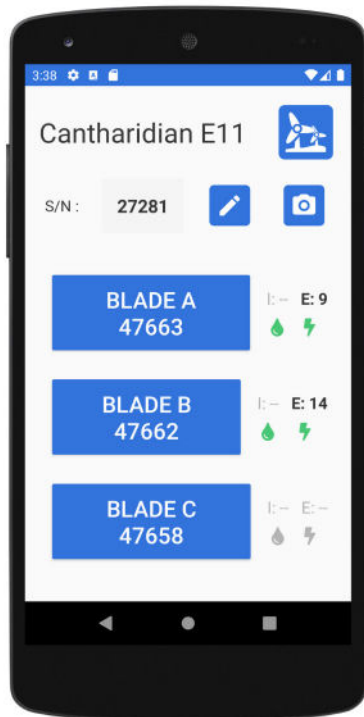 3:38
Cantharidian E11
S/N : 27281
BLADE A
47663
I: -- E: 9
BLADE B
47662
I: -- E: 14
BLADE C
47658
I: -- E: --